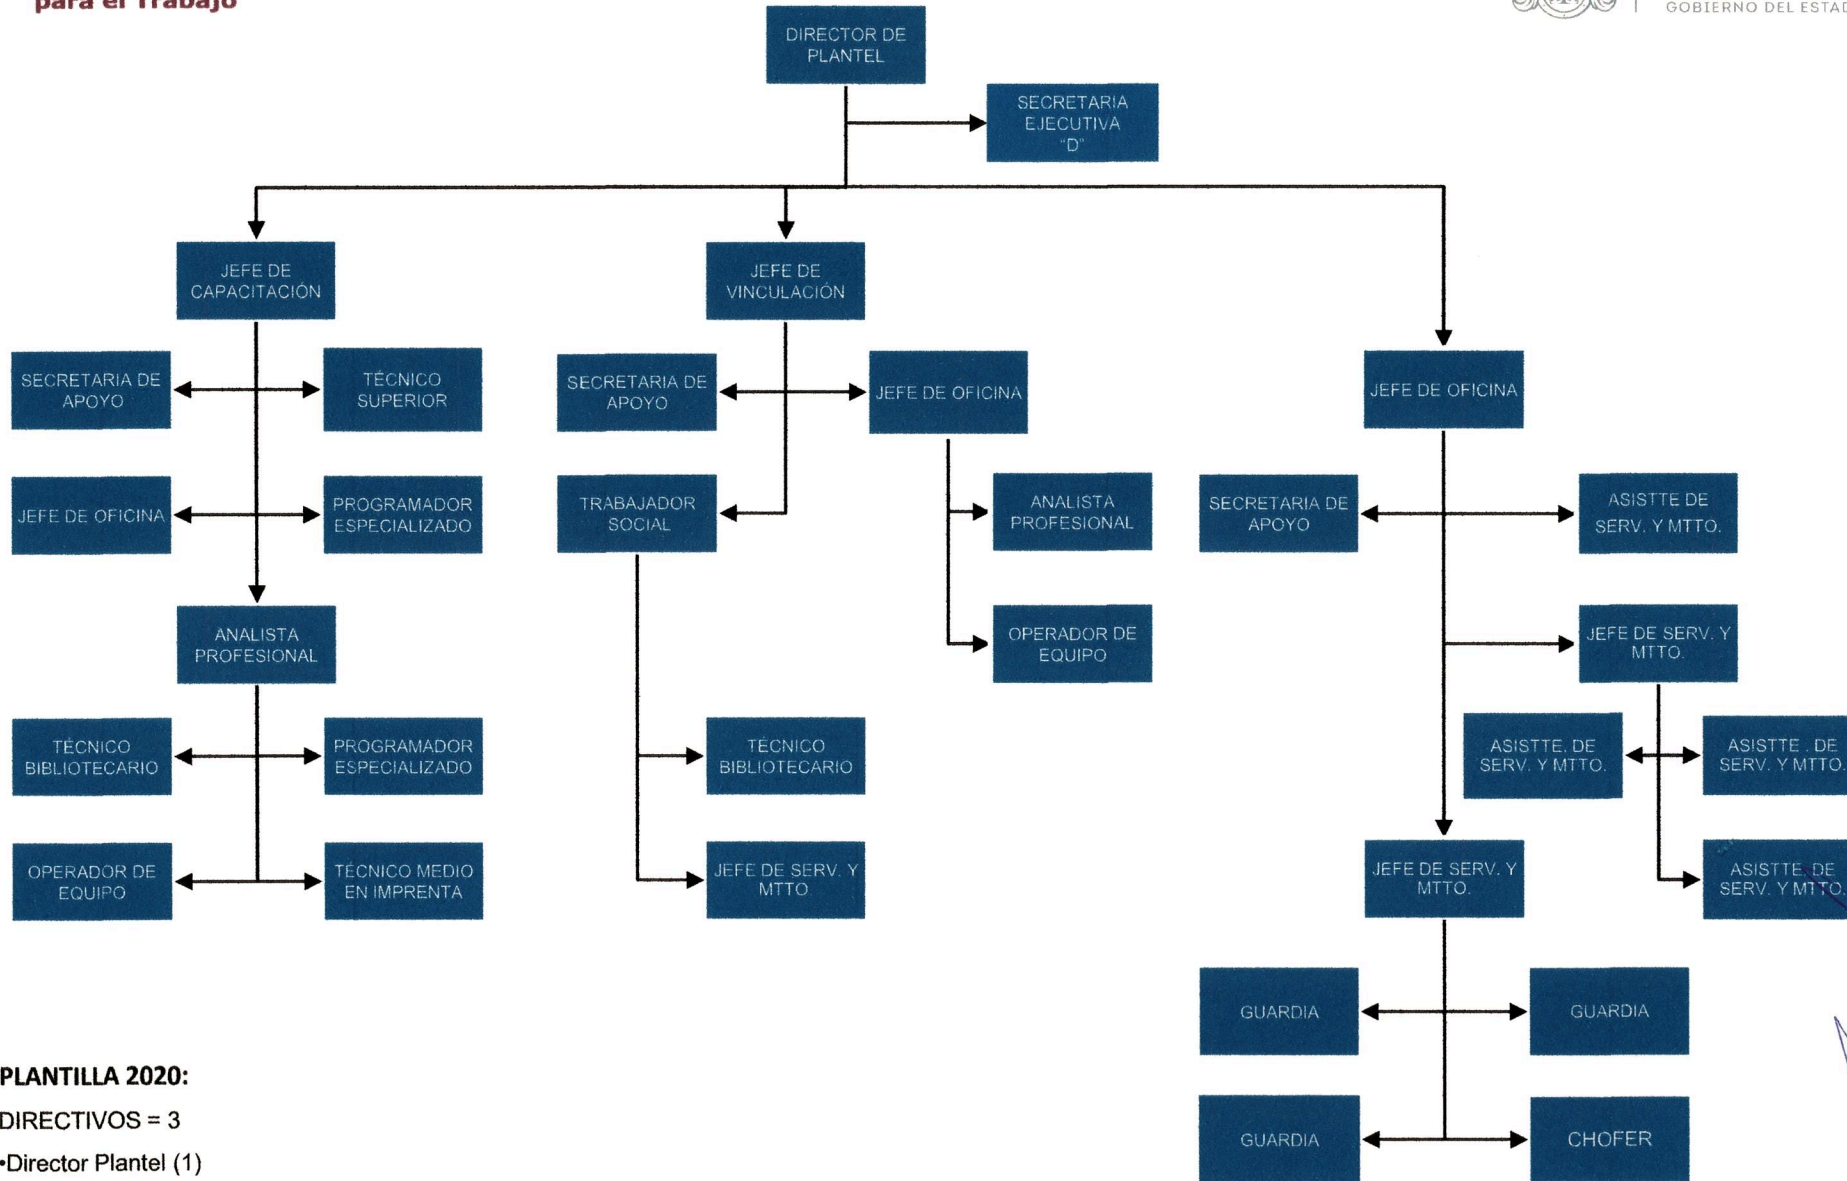 para el Trabajo
GOBIERNO DEL ESTAD
DIRECTOR DE
PLANTEL
SECRETARIA
EJECUTIVA
"D"
JEFE DE
CAPACITACIÓN
JEFE DE
VINCULACIÓN
SECRETARIA DE
APOYO
TÉCNICO
SUPERIOR
SECRETARIA DE
APOYO
JEFE DE OFICINA
JEFE DE OFICINA
JEFE DE OFICINA
PROGRAMADOR
ESPECIALIZADO
TRABAJADOR
SOCIAL
ANALISTA
PROFESIONAL
SECRETARIA DE
APOYO
ASISTTE DE
SERV. Y MTTO.
ANALISTA
PROFESIONAL
OPERADOR DE
EQUIPO
JEFE DE SERV. Y
MTTO.
TÉCNICO
BIBLIOTECARIO
PROGRAMADOR
ESPECIALIZADO
TÉCNICO
BIBLIOTECARIO
ASISTTE. DE
SERV. Y MTTO.
ASISTTE . DE
SERV. Y MTTO.
OPERADOR DE
EQUIPO
TÉCNICO MEDIO
EN IMPRENTA
JEFE DE SERV. Y
MTTO
JEFE DE SERV. Y
MTTO.
ASISTTE. DE
SERV. Y MTTO.
GUARDIA
GUARDIA
GUARDIA
CHOFER
PLANTILLA 2020:
DIRECTIVOS = 3
•Director Plantel (1)